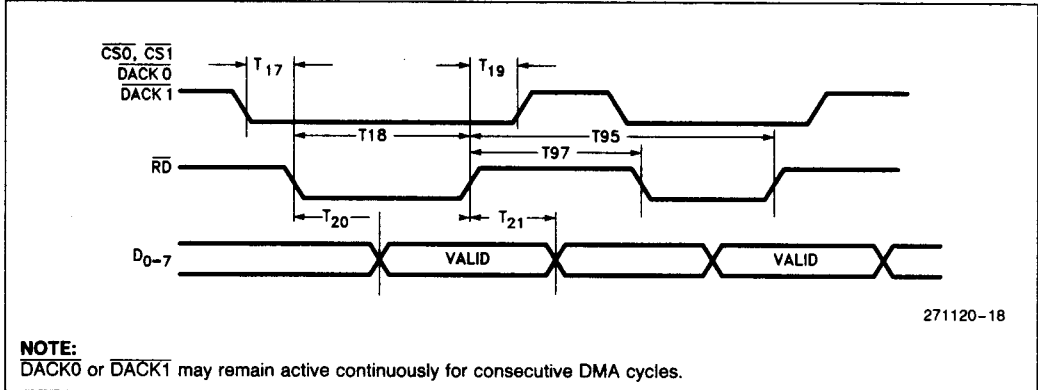 CS0, CS1
DACK 0
DACK 1
T17
T19
T18
T95
T97
RD
T20
T21
D0–7
VALID
VALID
271120–18
NOTE:
DACK0 or DACK1 may remain active continuously for consecutive DMA cycles.